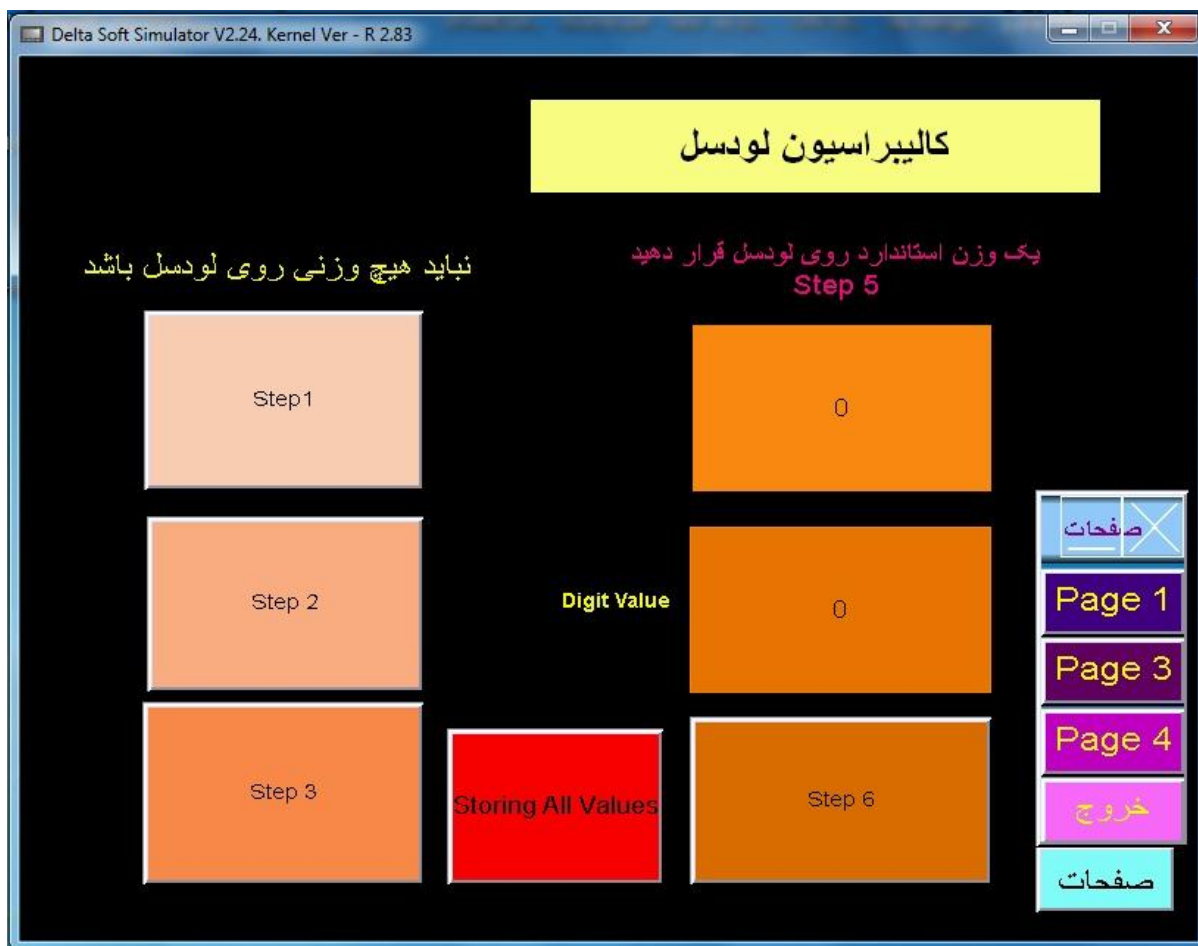 Delta Soft Simulator V2.24. Kernel Ver - R 2.83
کالیبراسیون لودسل
یک وزن استاندارد روی لودسل قرار دهید
Step 5
نباید هیچ وزنی روی لودسل باشد
Step1
0
Step 2
Digit Value
0
Step 3
Storing All Values
Step 6
صفحات
Page 1
Page 3
Page 4
خروج
صفحات